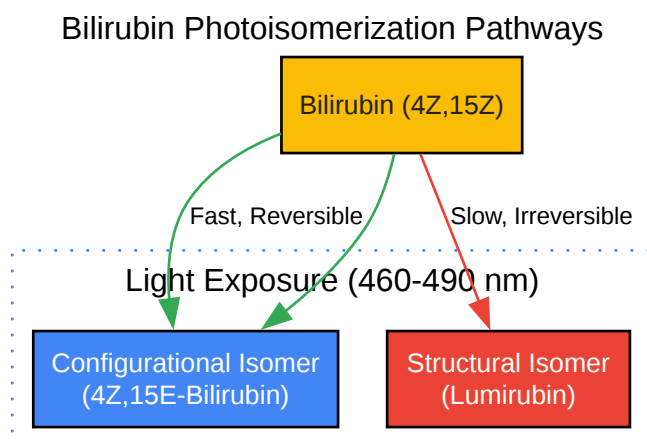 Bilirubin Photoisomerization Pathways
Bilirubin (4Z,15Z)
Fast, Reversible
Slow, Irreversible
Light Exposure (460-490 nm)
Configurational Isomer
(4Z,15E-Bilirubin)
Structural Isomer
(Lumirubin)